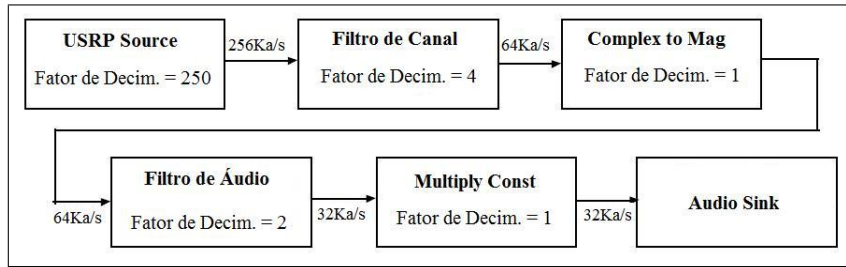 USRP Source
Fator de Decim. = 250
256Ka/s
Filtro de Canal
Fator de Decim. = 4
64Ka/s
Complex to Mag
Fator de Decim. = 1
64Ka/s
Filtro de Áudio
Fator de Decim. = 2
32Ka/s
Multiply Const
Fator de Decim. = 1
32Ka/s
Audio Sink